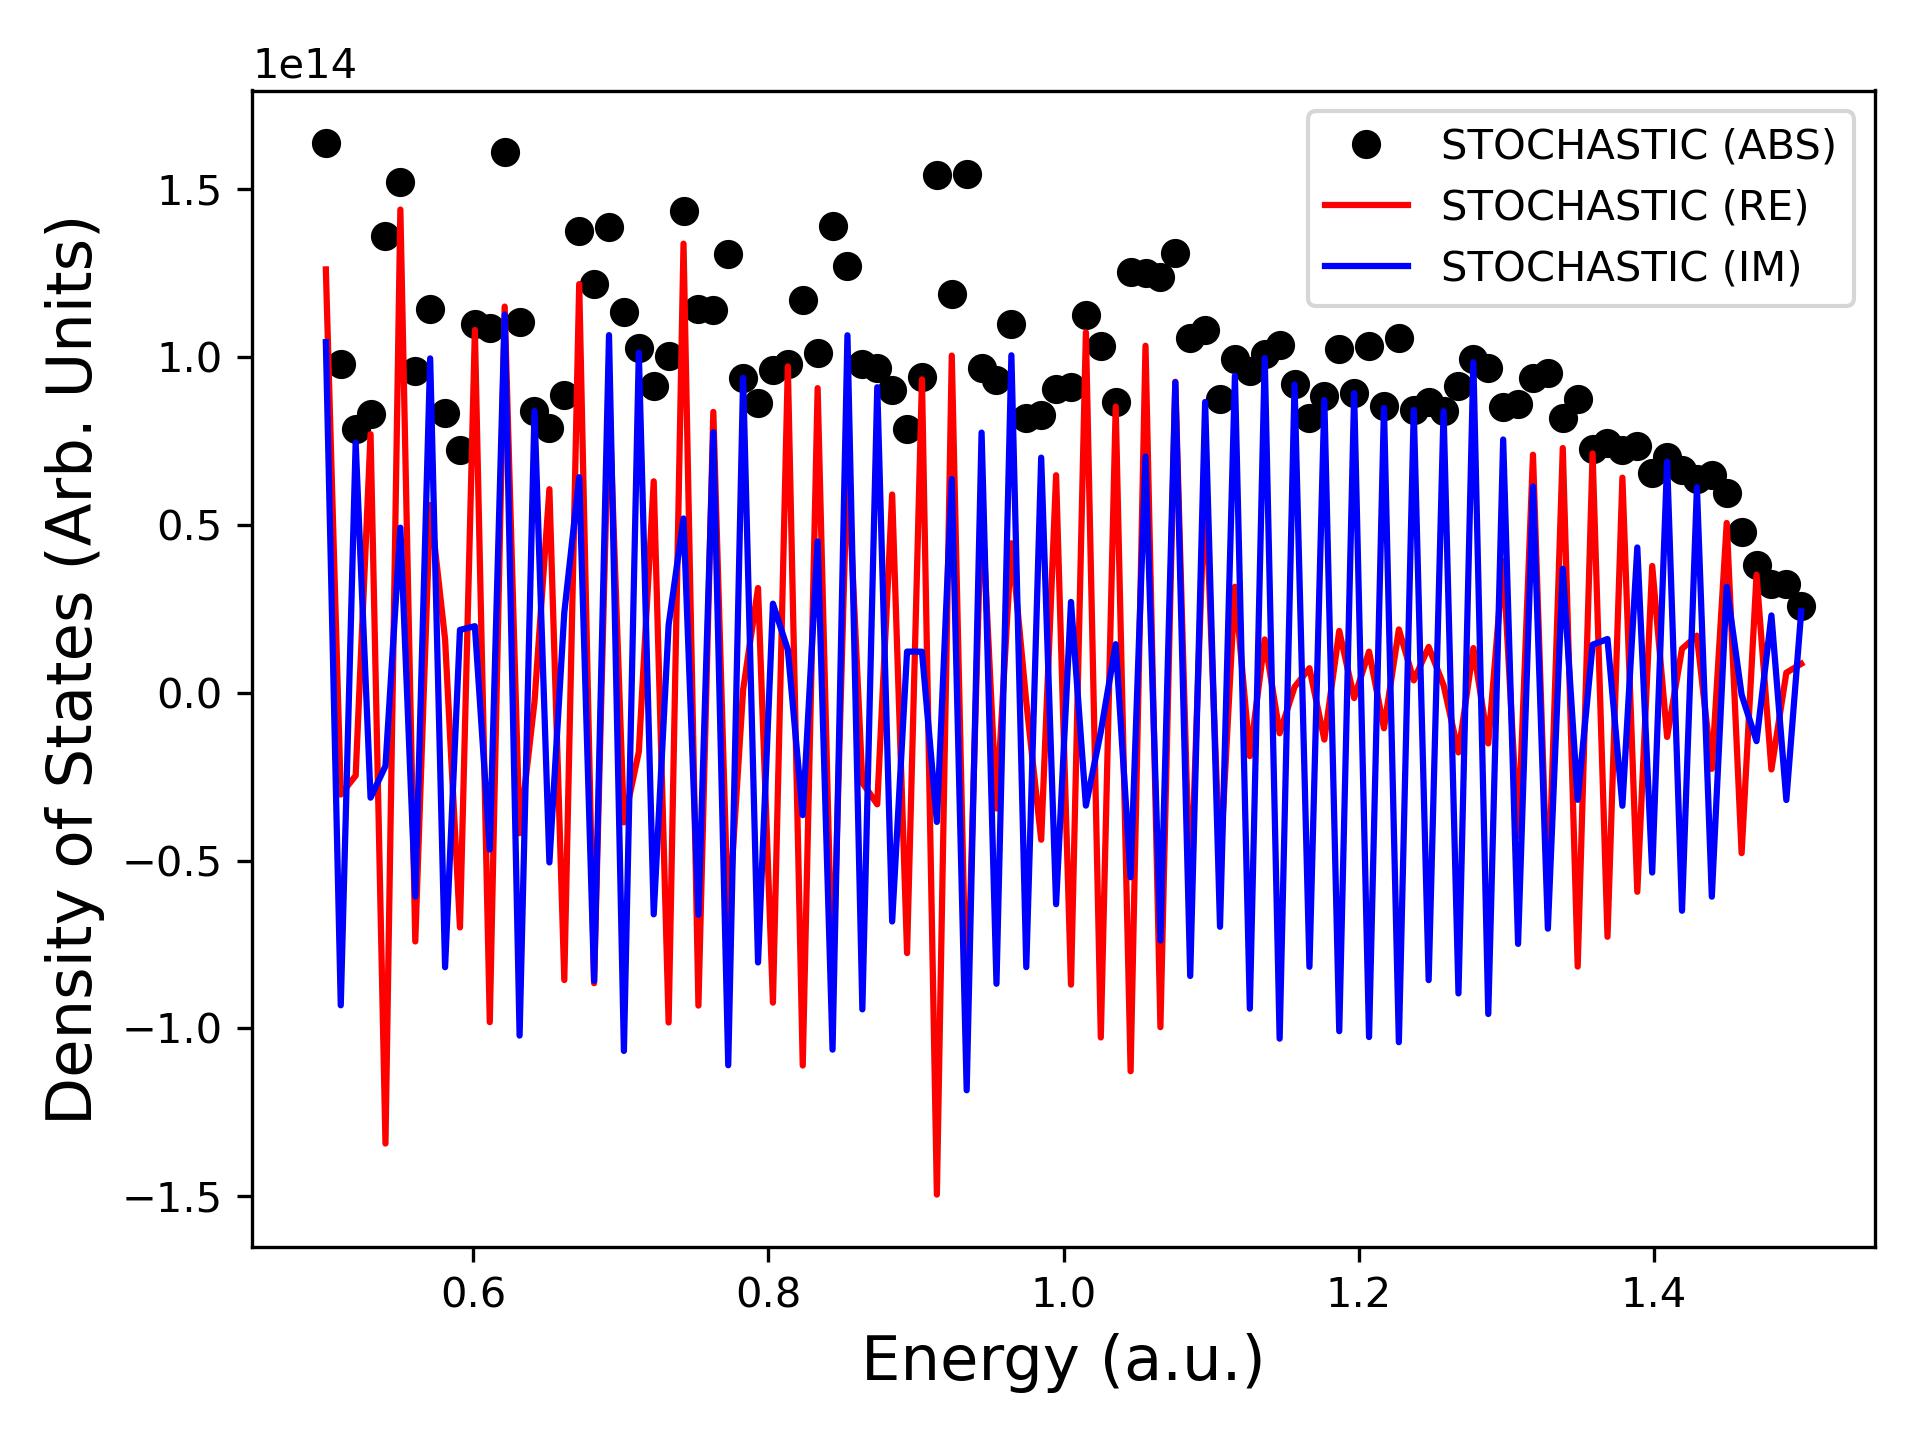 1e14
STOCHASTIC (ABS)
STOCHASTIC (RE)
STOCHASTIC (IM)
Density of States (Arb. Units)
1.5
1.0
0.5
0.0
−0.5
−1.0
−1.5
0.6 0.8 1.0 1.2 1.4
Energy (a.u.)